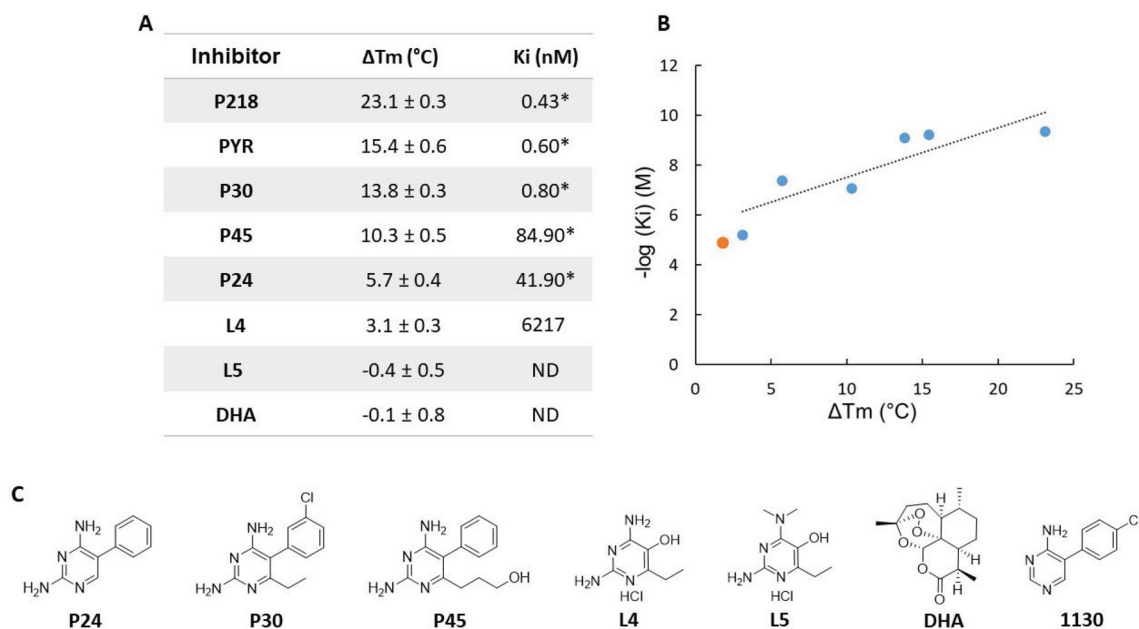 A
Inhibitor ΔTm (°C) Ki (nM)
P218 23.1 ± 0.3 0.43*
PYR 15.4 ± 0.6 0.60*
P30 13.8 ± 0.3 0.80*
P45 10.3 ± 0.5 84.90*
P24 5.7 ± 0.4 41.90*
L4 3.1 ± 0.3 6217
L5 -0.4 ± 0.5 ND
DHA -0.1 ± 0.8 ND
B
-log (Ki) (M)
12
10
8
6
4
2
0
0 5 10 15 20 25
ΔTm (°C)
C
NH₂ N N H₂N
P24
Cl NH₂ N N H₂N
P30
NH₂ N N H₂N OH
P45
NH₂ OH N N H₂N HCl
L4
N OH N N H₂N HCl
L5
H O O O O O H H
DHA
Cl NH₂ N N
1130